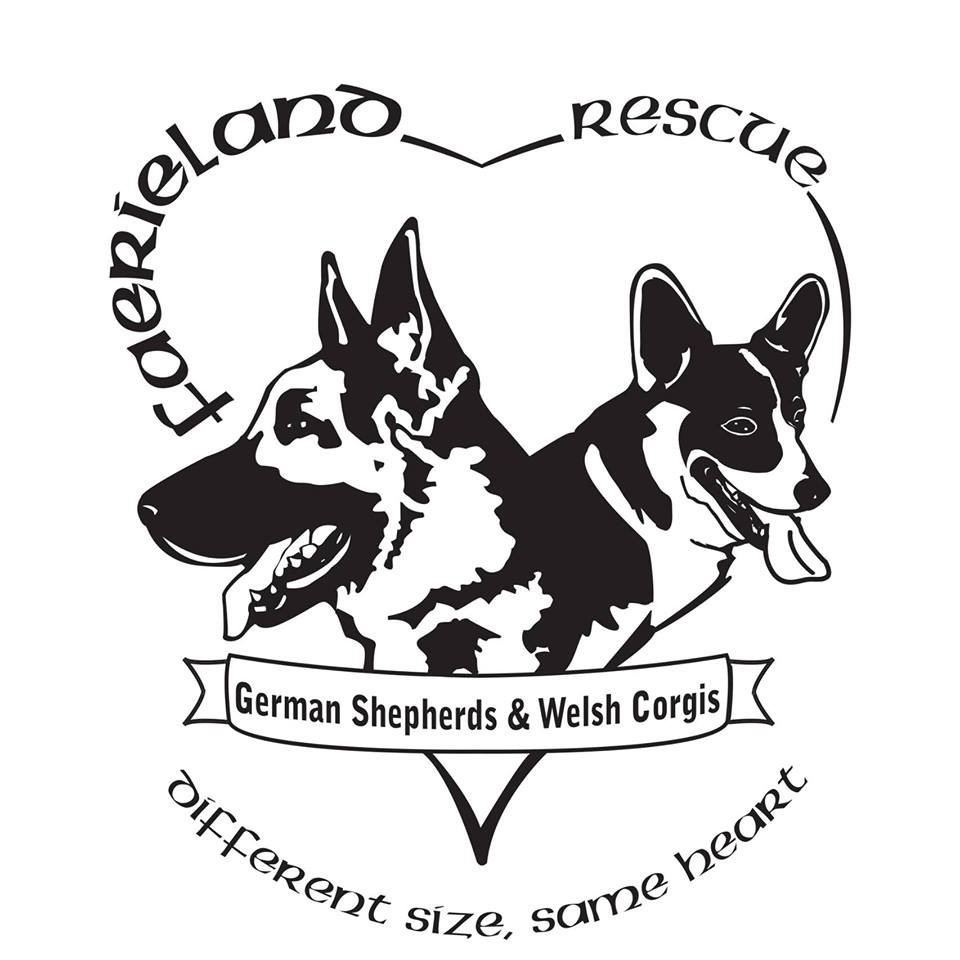 faerieland rescue
German Shepherds & Welsh Corgis
different size, same heart